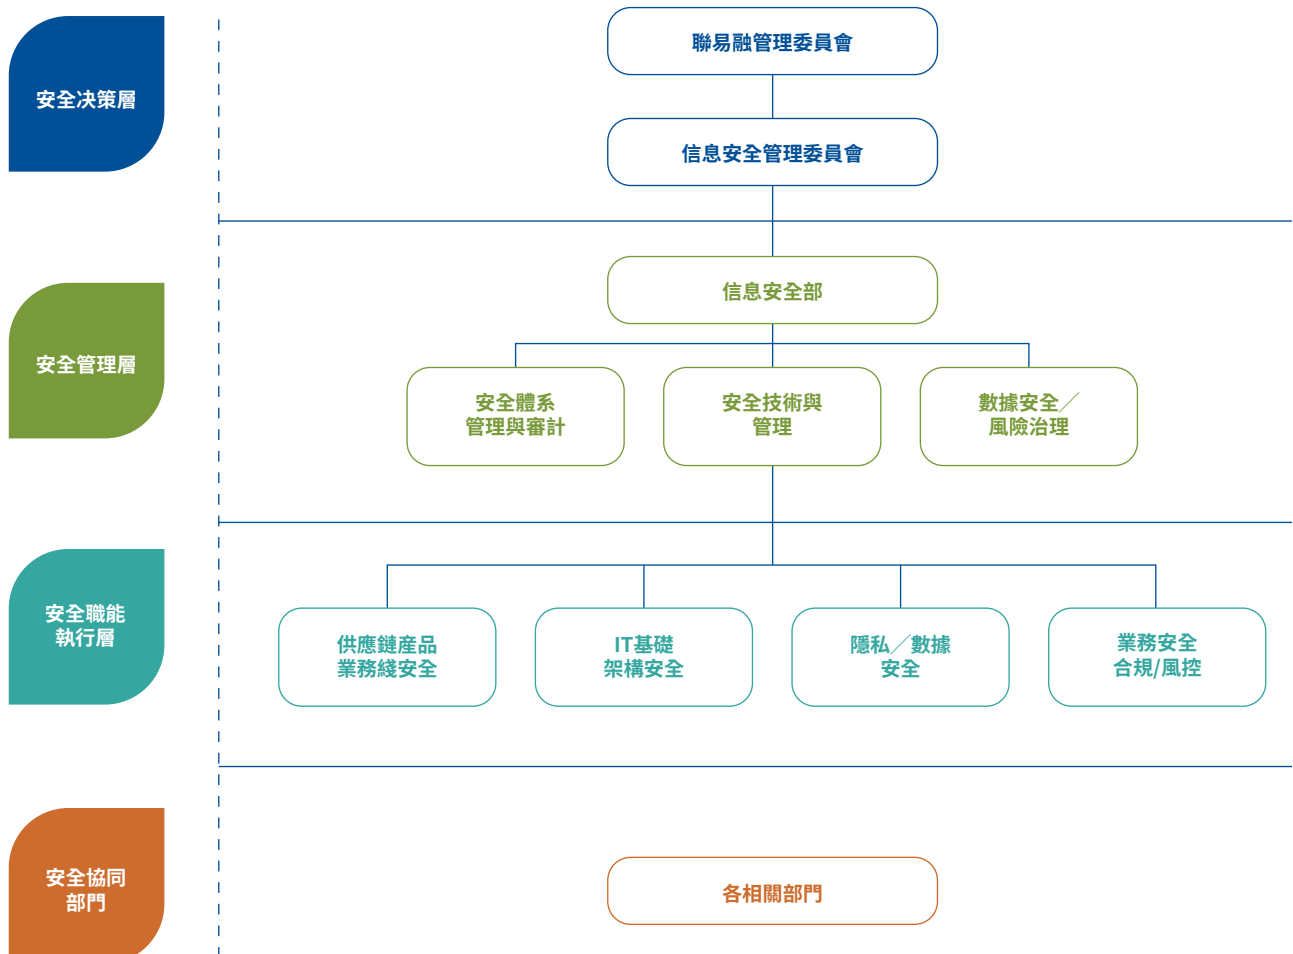 安全决策層
聯易融管理委員會
信息安全管理委員會
安全管理層
信息安全部
安全體系
管理與審計
安全技術與
管理
數據安全╱
風險治理
安全職能
執行層
供應鏈產品
業務綫安全
IT基礎
架構安全
隱私╱數據
安全
業務安全
合規/風控
安全協同
部門
各相關部門